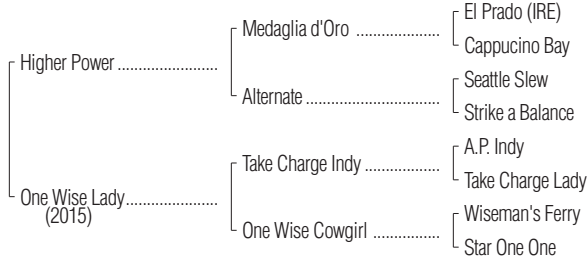 El Prado (IRE)
Medaglia d'Oro ....................
Cappucino Bay
Higher Power ........................
Seattle Slew
Alternate ................................
Strike a Balance
A.P. Indy
Take Charge Indy ..................
Take Charge Lady
One Wise Lady......................
(2015)
Wiseman's Ferry
One Wise Cowgirl ................
Star One One